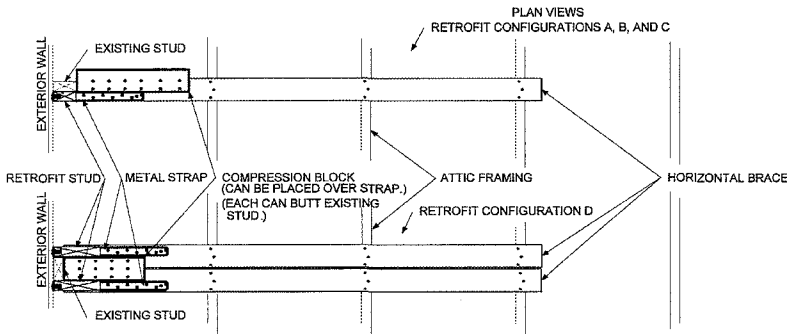 PLAN VIEWS
RETROFIT CONFIGURATIONS A, B, AND C
EXISTING STUD
EXTERIOR WALL
RETROFIT STUD
METAL STRAP
COMPRESSION BLOCK
(CAN BE PLACED OVER STRAP.)
(EACH CAN BUTT EXISTING
STUD.)
ATTIC FRAMING
HORIZONTAL BRACE
RETROFIT CONFIGURATION D
EXTERIOR WALL
EXISTING STUD